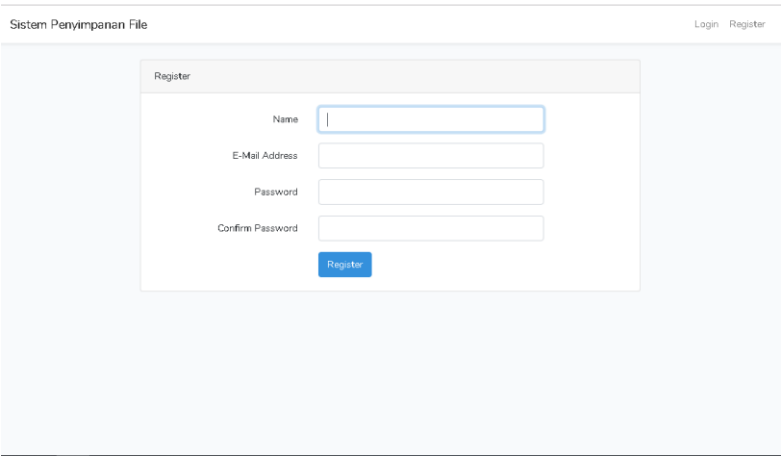 Sistem Penyimpanan File
Login Register
Register
Name
E-Mail Address
Password
Confirm Password
Register